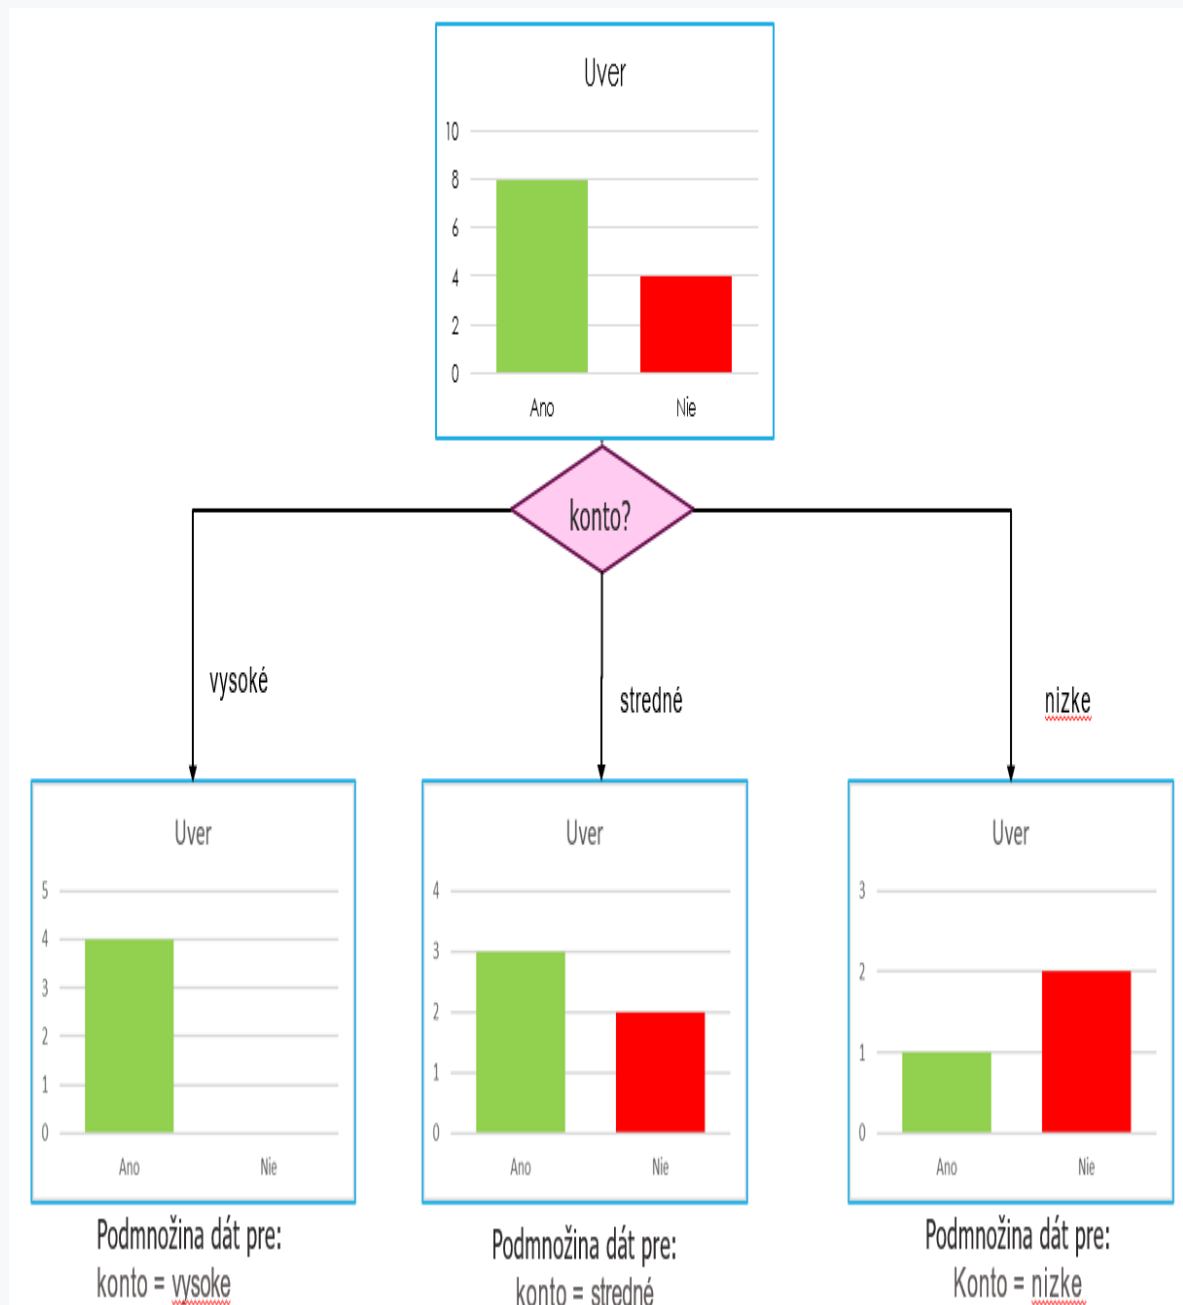 Uver
10
8
6
4
2
0
Ano Nie
konto?
vysoké
stredné
nizke
Uver
5
4
3
2
1
0
Ano Nie
Podmnožina dát pre:
konto = vysoke
Uver
4
3
2
1
0
Ano Nie
Podmnožina dát pre:
konto = stredné
Uver
3
2
1
0
Ano Nie
Podmnožina dát pre:
Konto = nizke